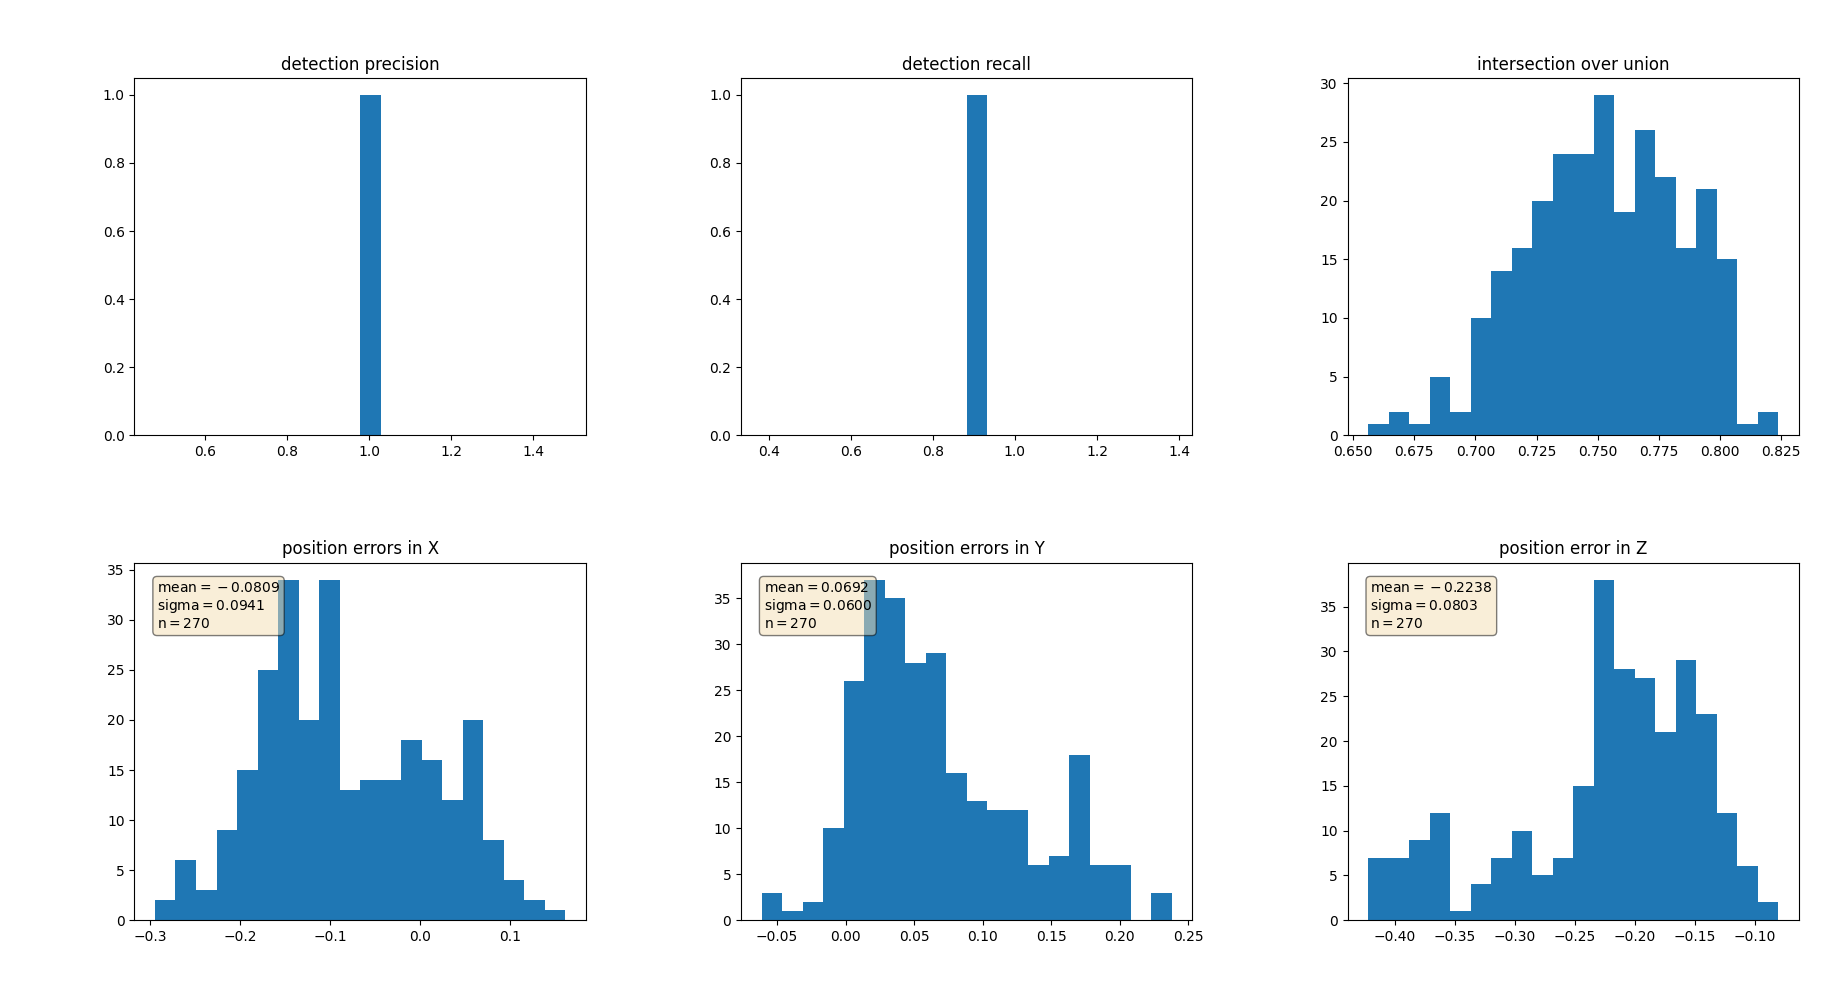 detection precision
1.0
0.8
0.6
0.4
0.2
0.0
0.6 0.8 1.0 1.2 1.4
detection recall
1.0
0.8
0.6
0.4
0.2
0.0
0.4 0.6 0.8 1.0 1.2 1.4
intersection over union
30
25
20
15
10
5
0
0.650 0.675 0.700 0.725 0.750 0.775 0.800 0.825
position errors in X
mean = −0.0809
sigma = 0.0941
n = 270
35
30
25
20
15
10
5
0
−0.3 −0.2 −0.1 0.0 0.1
position errors in Y
mean = 0.0692
sigma = 0.0600
n = 270
35
30
25
20
15
10
5
0
−0.05 0.00 0.05 0.10 0.15 0.20 0.25
position error in Z
mean = −0.2238
sigma = 0.0803
n = 270
35
30
25
20
15
10
5
0
−0.40 −0.35 −0.30 −0.25 −0.20 −0.15 −0.10